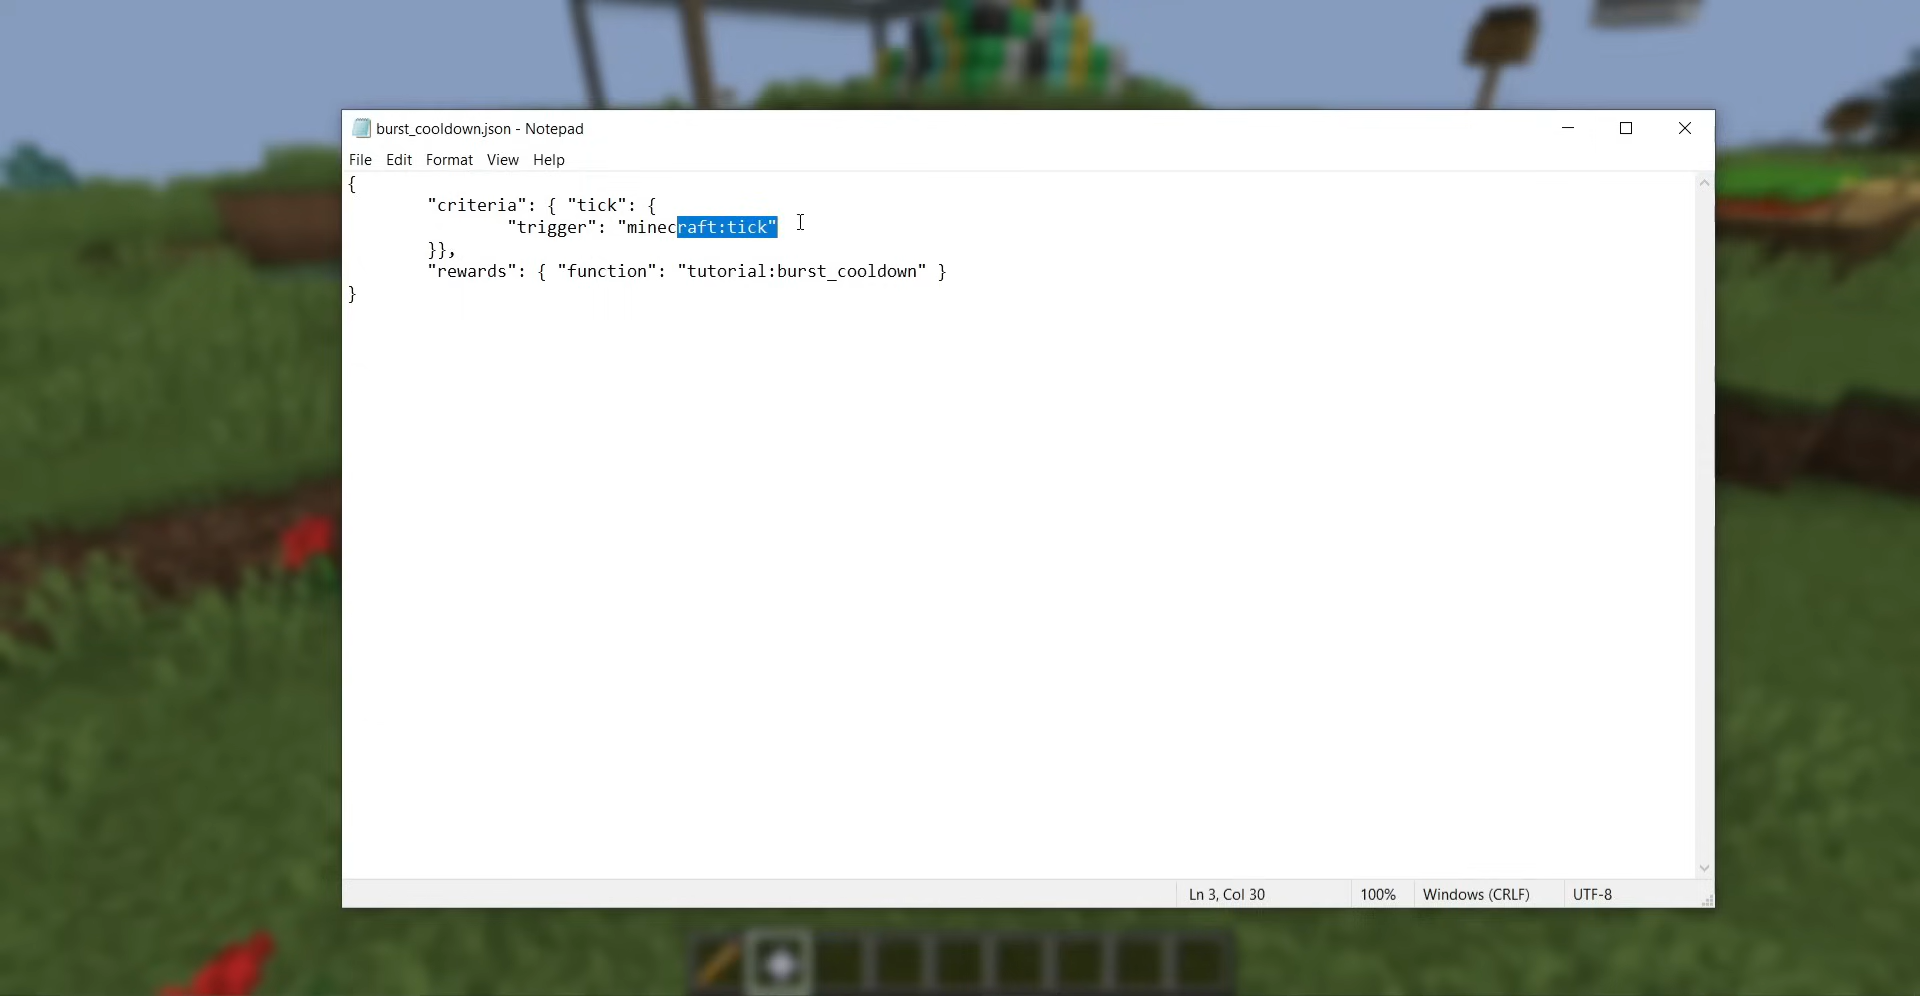 burst_cooldown.json - Notepad
File Edit Format View Help
{
"criteria": { "tick": {
"trigger": "minecraft:tick"
}},
"rewards": { "function": "tutorial:burst_cooldown" }
}
Ln 3, Col 30 100% Windows (CRLF) UTF-8